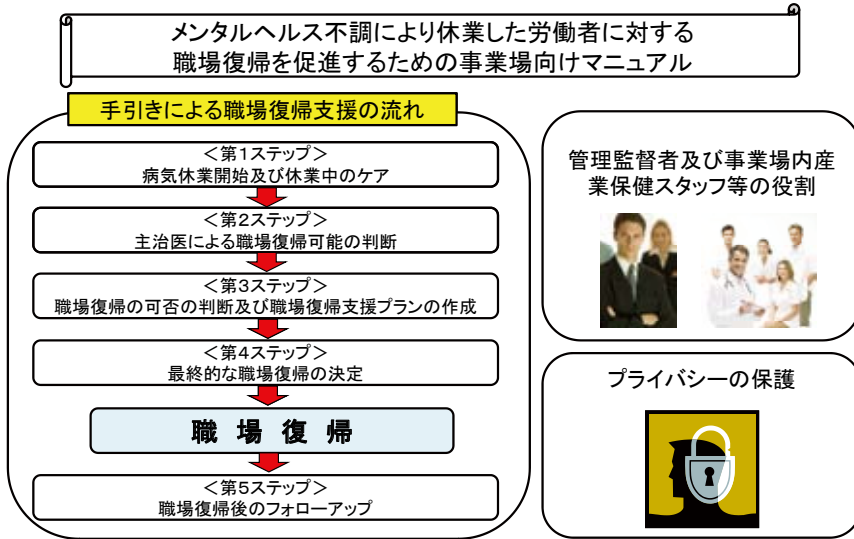 メンタルヘルス不調により休業した労働者に対する
職場復帰を促進するための事業場向けマニュアル
手引きによる職場復帰支援の流れ
＜第１ステップ＞
病気休業開始及び休業中のケア
＜第２ステップ＞
主治医による職場復帰可能の判断
＜第３ステップ＞
職場復帰の可否の判断及び職場復帰支援プランの作成
＜第４ステップ＞
最終的な職場復帰の決定
職 場 復 帰
＜第５ステップ＞
職場復帰後のフォローアップ
管理監督者及び事業場内産
業保健スタッフ等の役割
プライバシーの保護